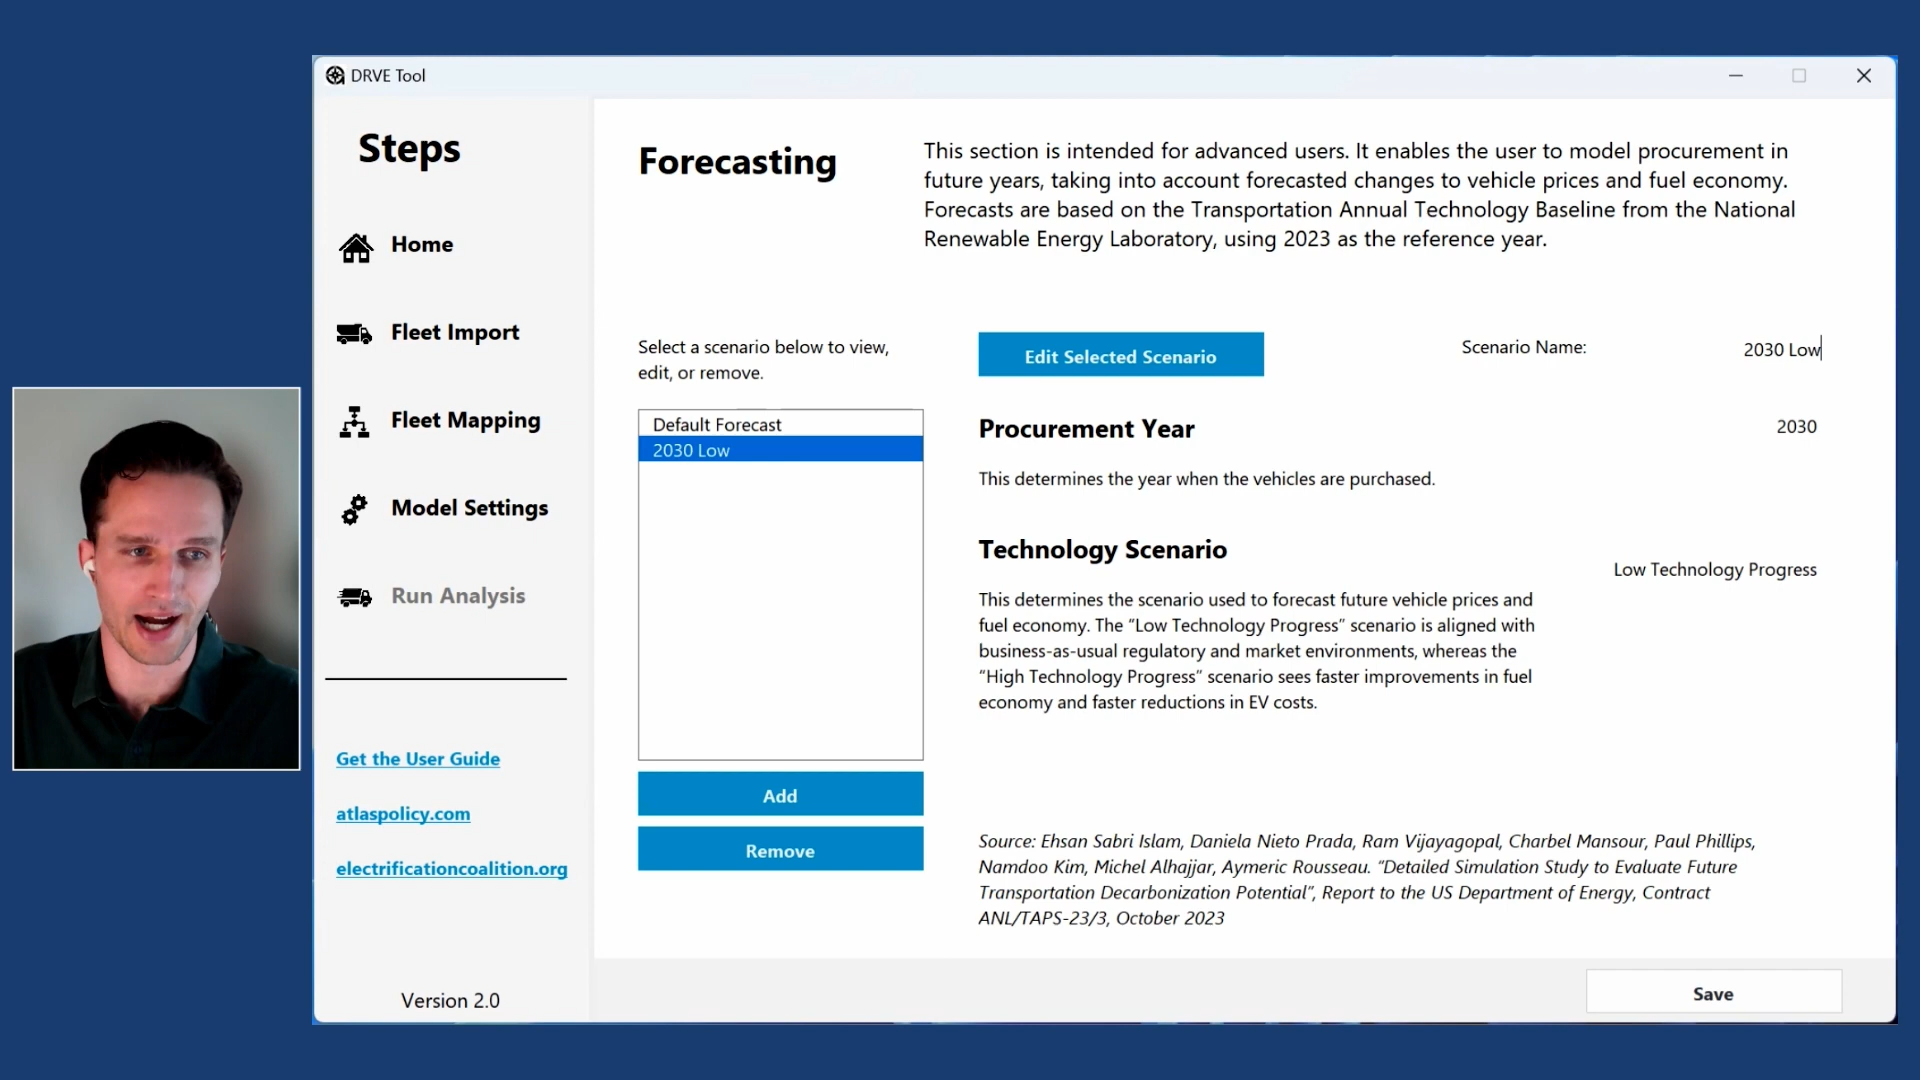 DRVE Tool
Steps
Home
Fleet Import
Fleet Mapping
Model Settings
Run Analysis
Get the User Guide
atlaspolicy.com
electrificationcoalition.org
Version 2.0
Forecasting
This section is intended for advanced users. It enables the user to model procurement in
future years, taking into account forecasted changes to vehicle prices and fuel economy.
Forecasts are based on the Transportation Annual Technology Baseline from the National
Renewable Energy Laboratory, using 2023 as the reference year.
Select a scenario below to view,
edit, or remove.
Default Forecast
2030 Low
Add
Remove
Edit Selected Scenario
Scenario Name:
2030 Low
Procurement Year
2030
This determines the year when the vehicles are purchased.
Technology Scenario
Low Technology Progress
This determines the scenario used to forecast future vehicle prices and
fuel economy. The “Low Technology Progress” scenario is aligned with
business-as-usual regulatory and market environments, whereas the
“High Technology Progress” scenario sees faster improvements in fuel
economy and faster reductions in EV costs.
Source: Ehsan Sabri Islam, Daniela Nieto Prada, Ram Vijayagopal, Charbel Mansour, Paul Phillips,
Namdoo Kim, Michel Alhajjar, Aymeric Rousseau. “Detailed Simulation Study to Evaluate Future
Transportation Decarbonization Potential”, Report to the US Department of Energy, Contract
ANL/TAPS-23/3, October 2023
Save